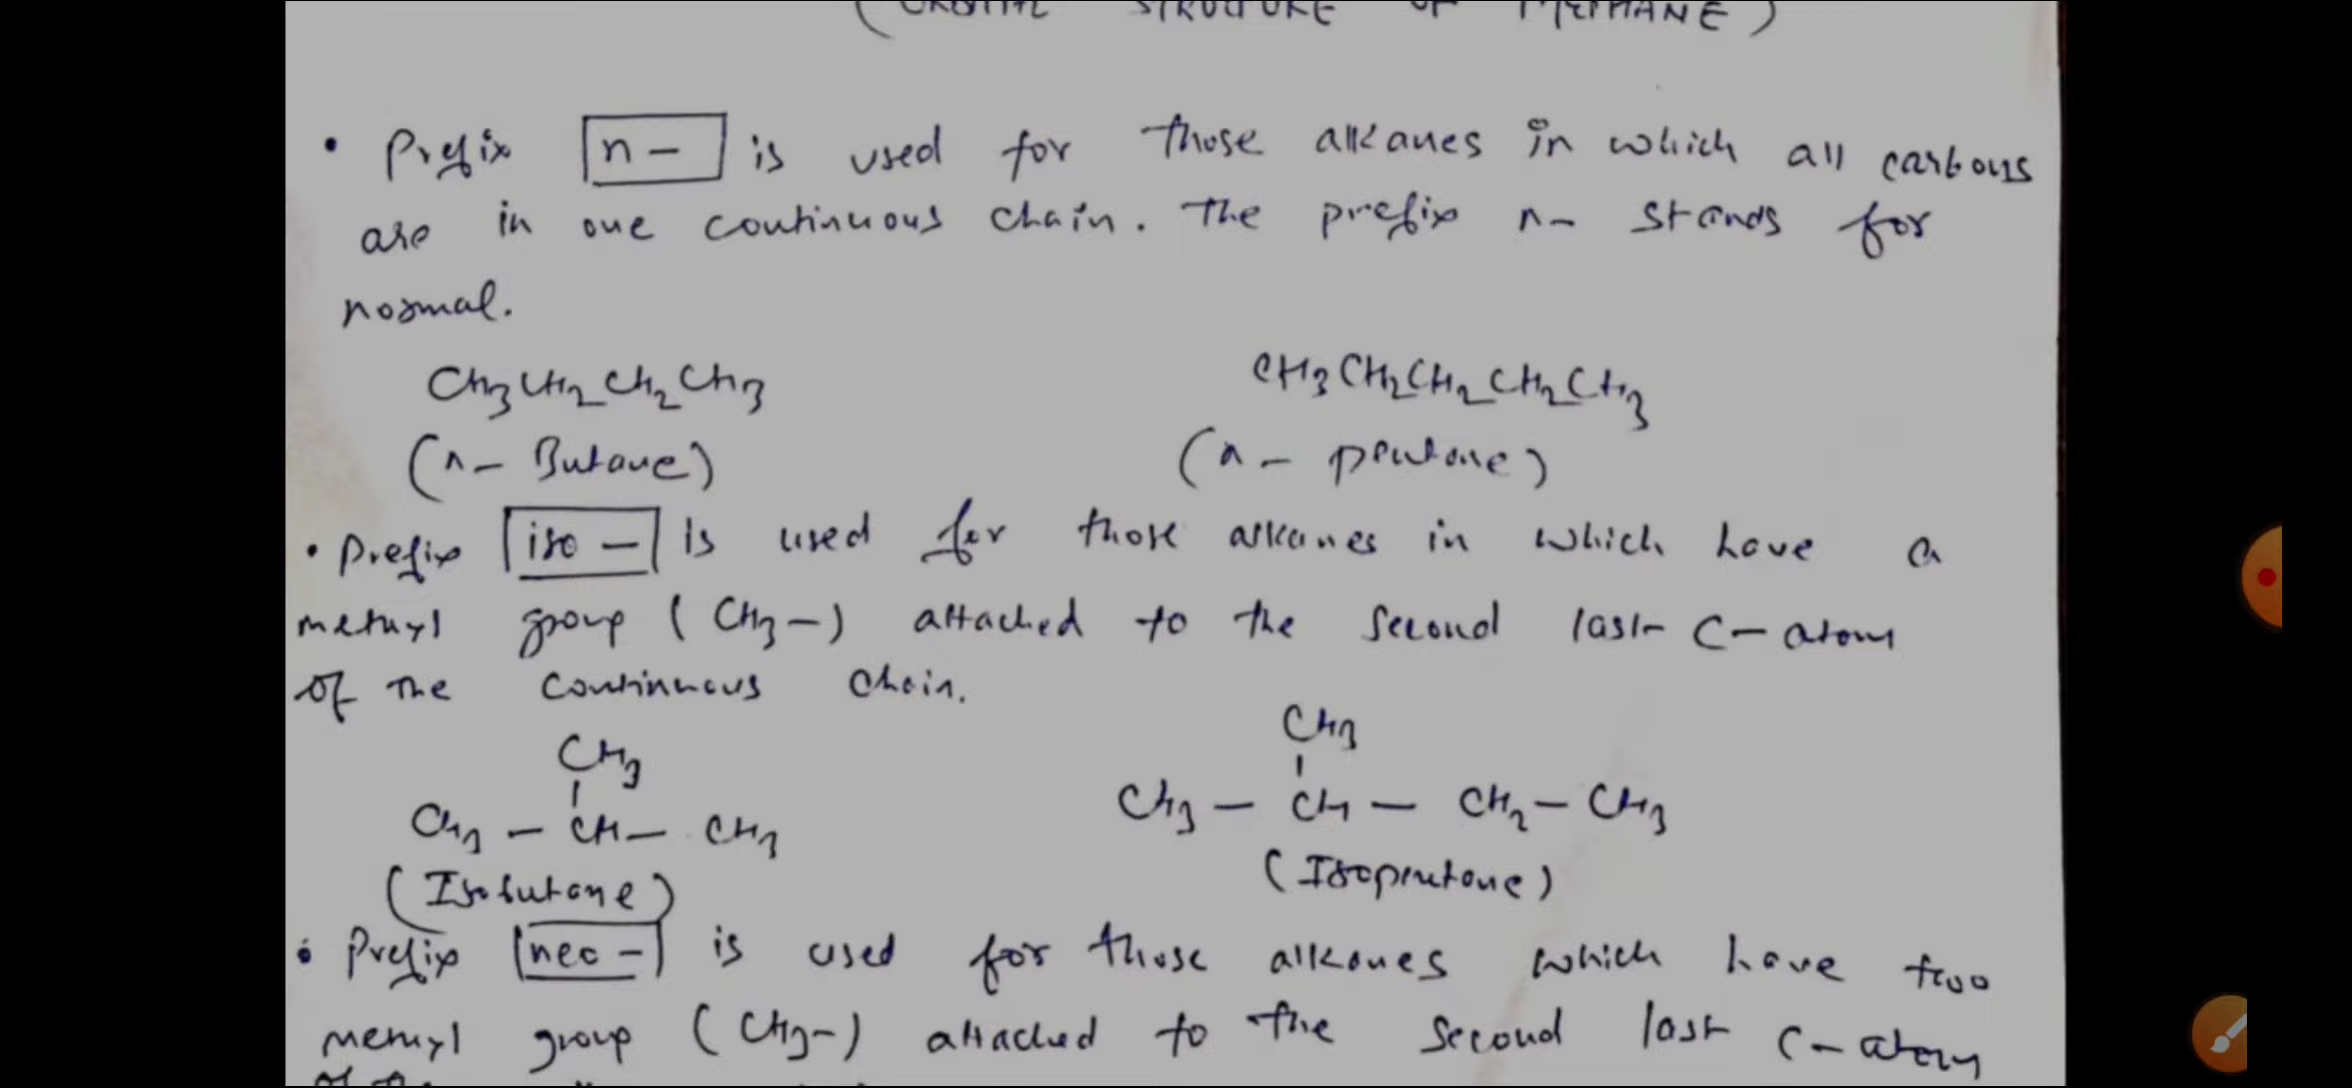 (ORBITAL STRUCTURE OF METHANE)
• Prefix n- is used for those alkanes in which all carbons
are in one continuous chain. The prefix n- stands for
normal.
CH3CH2CH2CH3 CH3CH2CH2CH2CH3
(n- Butane) (n- pentane)
• Prefix iso - is used for those alkanes in which have a
methyl group (CH3-) attached to the second last C-atom
of the continuous chain.
CH3 CH3
CH3 - CH - CH3 CH3 - CH - CH2 - CH3
(Isobutane) (Isopentane)
• Prefix neo - is used for those alkanes which have two
methyl group (CH3-) attached to the second last C-atom